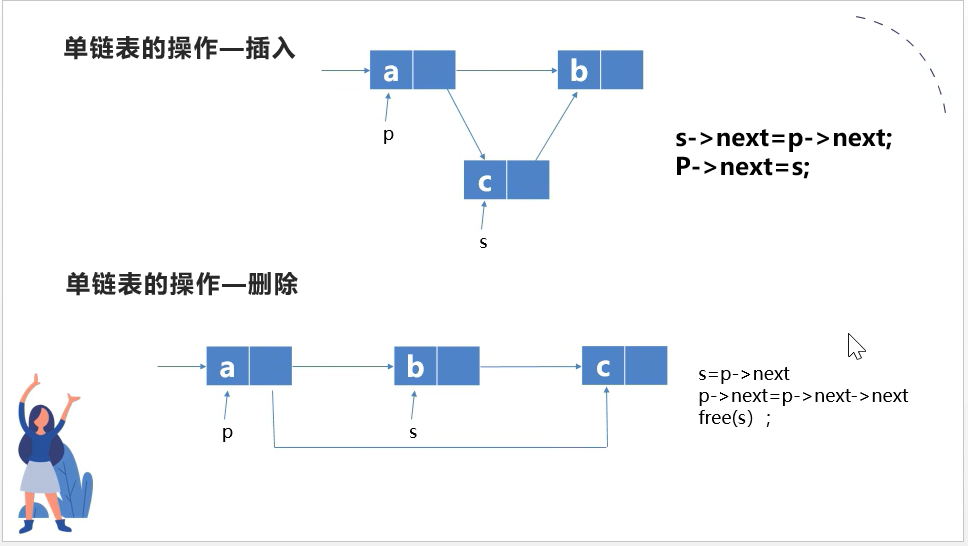 单链表的操作—插入
a
b
p
s->next=p->next;
P->next=s;
c
s
单链表的操作—删除
a
b
c
s=p->next
p->next=p->next->next
free(s）;
p
s